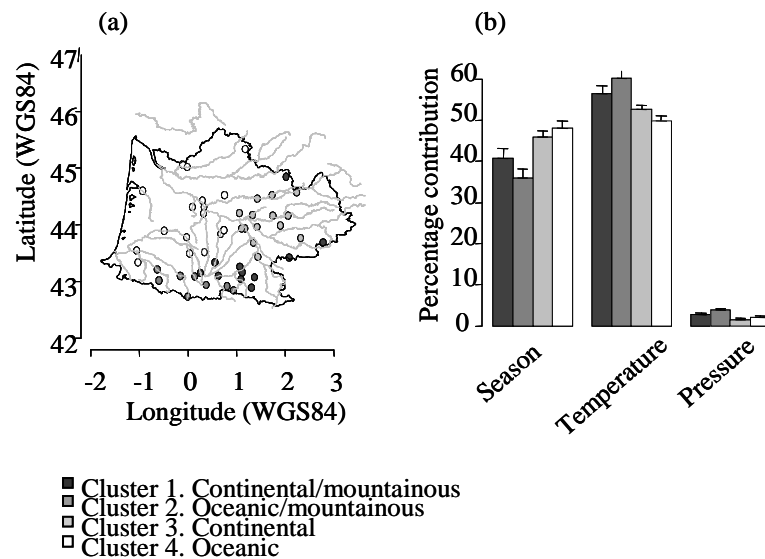 (a)
(b)
47
46
45
44
43
42
Latitude (WGS84)
-2 -1 0 1 2 3
Longitude (WGS84)
60
50
40
30
20
10
0
Percentage contribution
Season
Temperature
Pressure
Cluster 1. Continental/mountainous
Cluster 2. Oceanic/mountainous
Cluster 3. Continental
Cluster 4. Oceanic